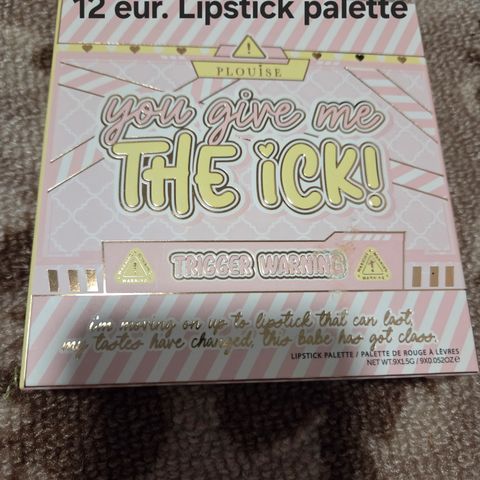 12 eur. Lipstick palette
PLOUISE
you give me
THE iCK!
TRIGGER WARNING
WARNING
WARNING
i'm moving on up to lipstick that can last,
my tastes have changed, this babe has got class.
LIPSTICK PALETTE / PALETTE DE ROUGE À LÈVRES
NET WT. 9X1.5G / 9X0.052OZ e